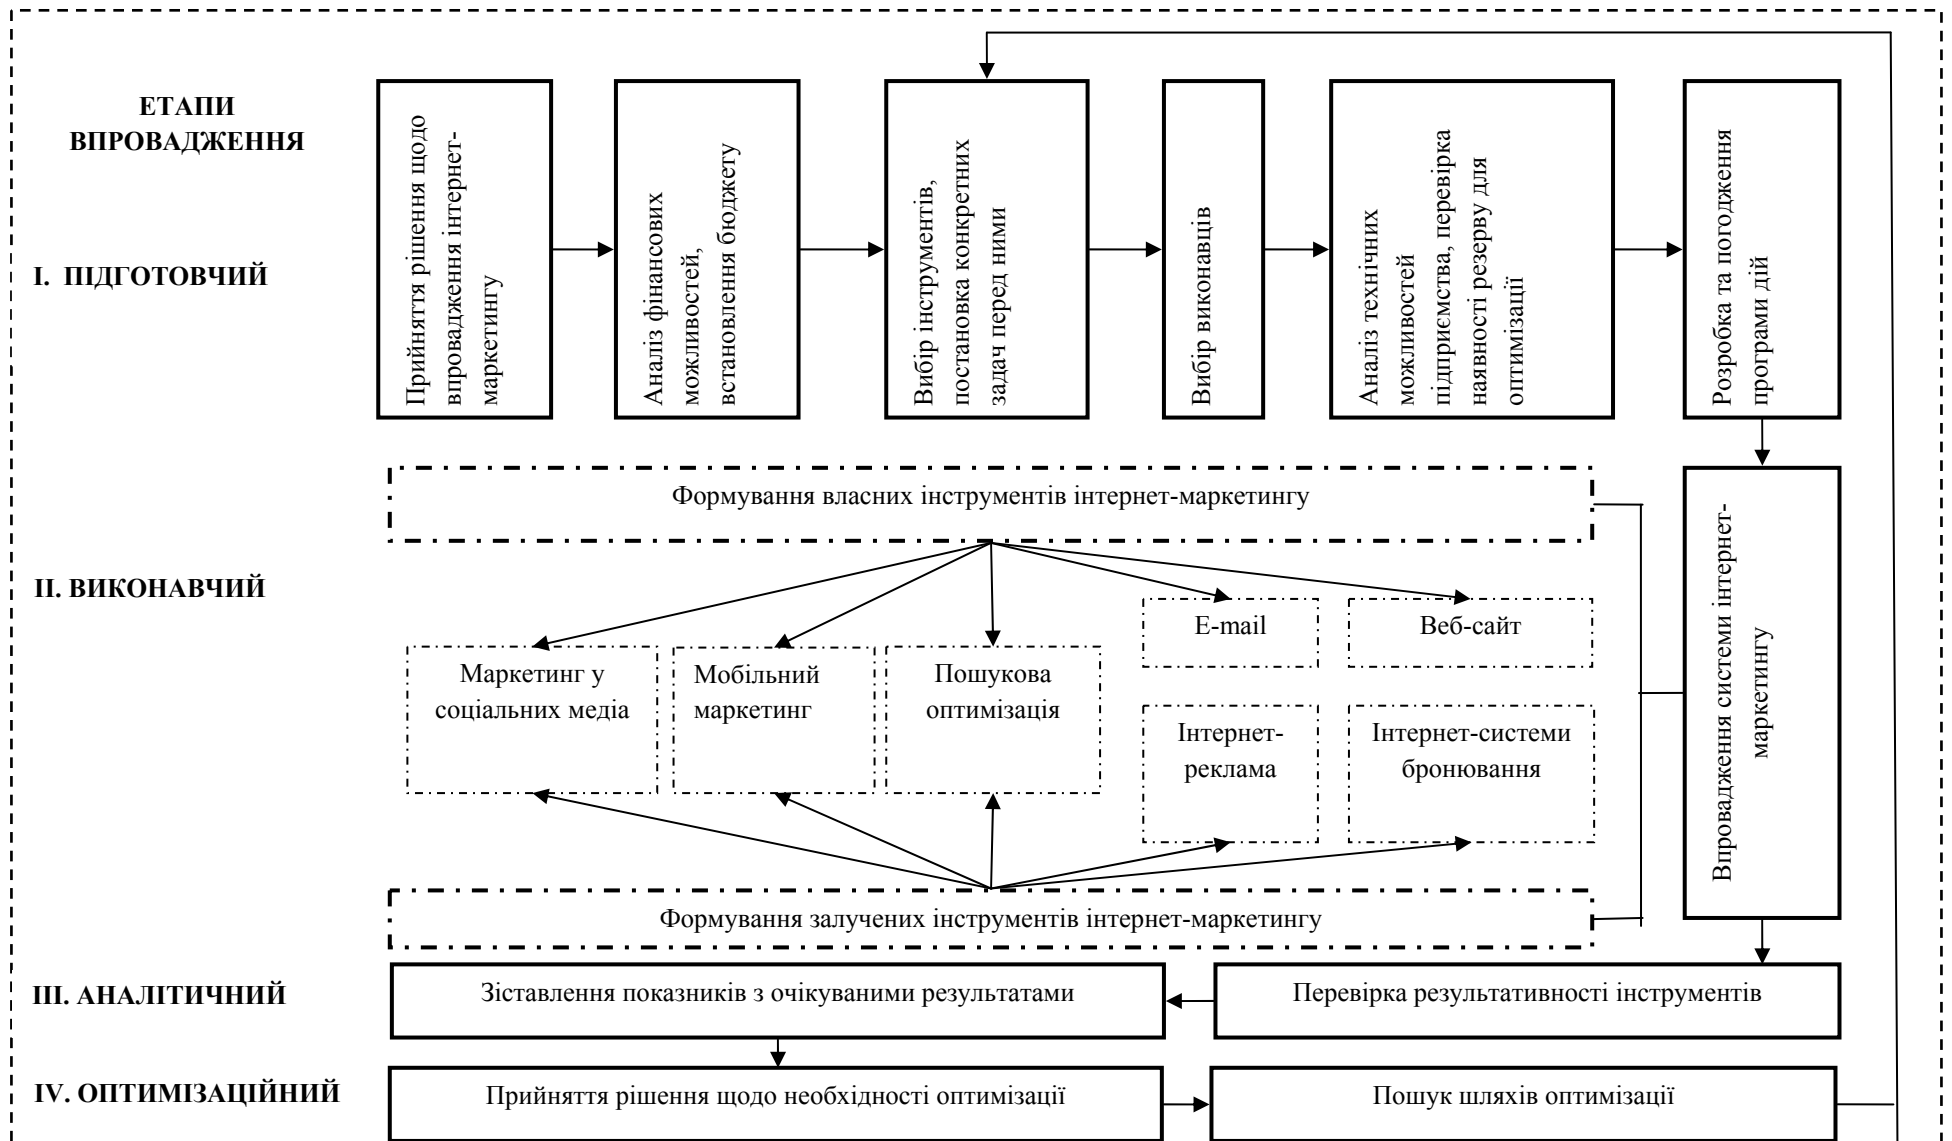 ЕТАПИ
ВПРОВАДЖЕННЯ
І. ПІДГОТОВЧИЙ
Прийняття рішення щодо
впровадження інтернет-
маркетингу
Аналіз фінансових
можливостей,
встановлення бюджету
Вибір інструментів,
постановка конкретних
задач перед ними
Вибір виконавців
Аналіз технічних
можливостей
підприємства, перевірка
наявності резерву для
оптимізації
Розробка та погодження
програми дій
ІІ. ВИКОНАВЧИЙ
Формування власних інструментів інтернет-маркетингу
E-mail
Веб-сайт
Маркетинг у
соціальних медіа
Мобільний
маркетинг
Пошукова
оптимізація
Інтернет-
реклама
Інтернет-системи
бронювання
Формування залучених інструментів інтернет-маркетингу
Впровадження системи інтернет-
маркетингу
ІІІ. АНАЛІТИЧНИЙ
Зіставлення показників з очікуваними результатами
Перевірка результативності інструментів
IV. ОПТИМІЗАЦІЙНИЙ
Прийняття рішення щодо необхідності оптимізації
Пошук шляхів оптимізації